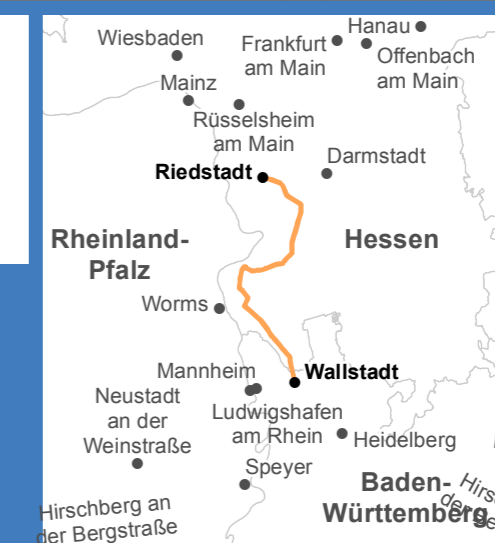 Hanau
Wiesbaden
Frankfurt
am Main
Offenbach
am Main
Mainz
Rüsselsheim
am Main
Darmstadt
Riedstadt
Rheinland-
Pfalz
Hessen
Worms
Mannheim
Wallstadt
Neustadt
an der
Weinstraße
Ludwigshafen
am Rhein
Heidelberg
Speyer
Baden-
Württemberg
Hirschberg an
der Bergstraße